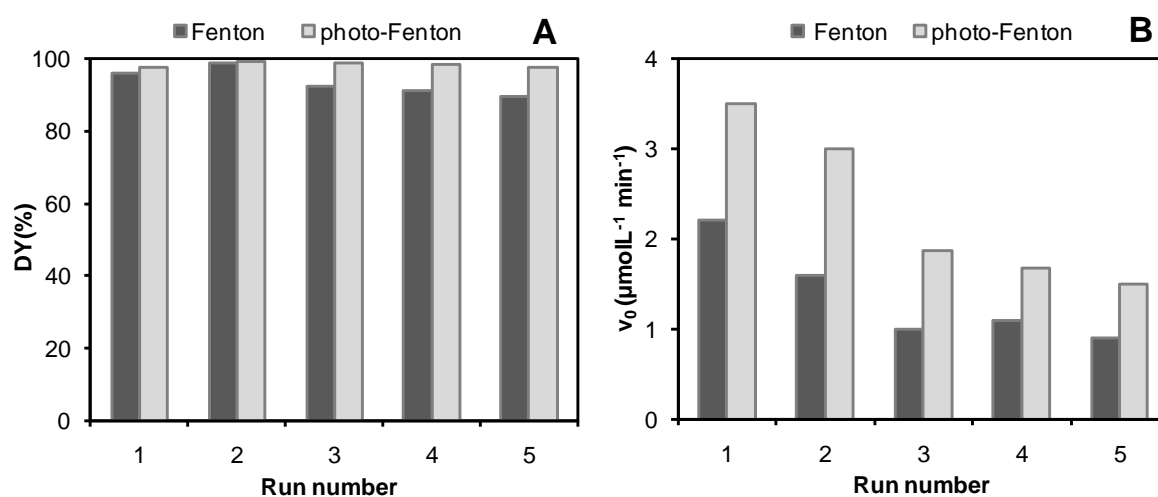 Fenton photo-Fenton A
100
80
60
40
20
0
DY(%)
1 2 3 4 5
Run number
Fenton photo-Fenton B
4
3
2
1
0
v₀ (µmolL⁻¹ min⁻¹)
1 2 3 4 5
Run number